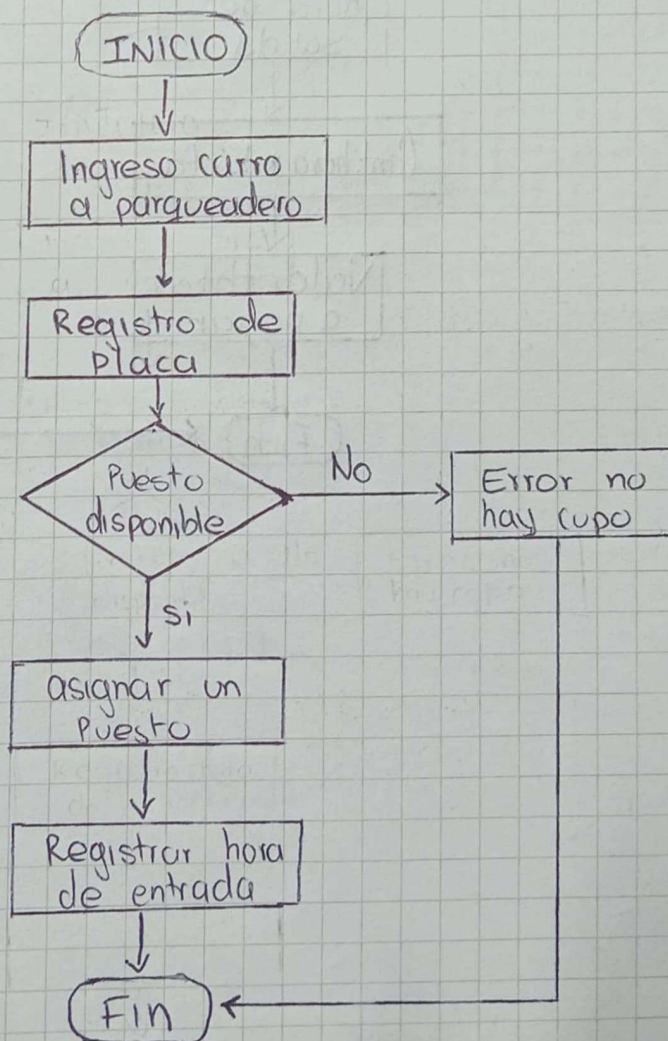 INICIO
Ingreso carro
a parqueadero
Registro de
placa
Puesto
disponible
No
Error no
hay cupo
si
asignar un
puesto
Registrar hora
de entrada
Fin